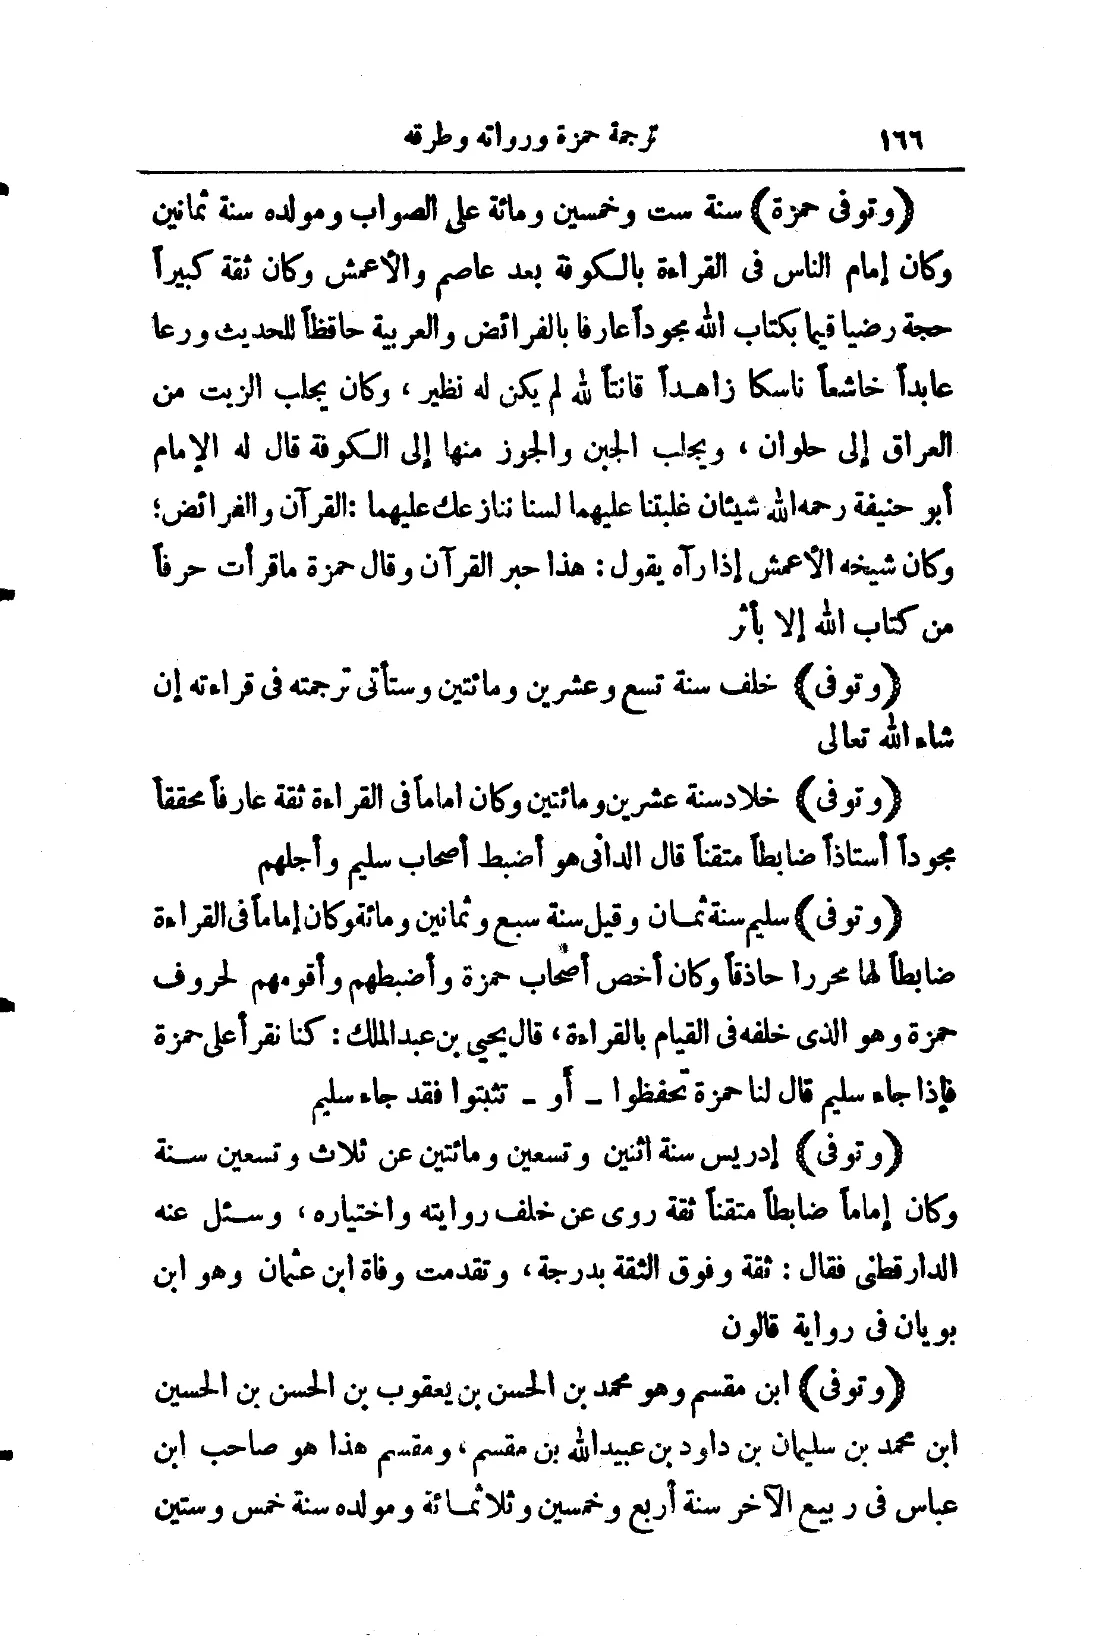 ١٦٦ ترجمة حمزة ورواته وطرقه
(وتوفى حمزة) سنة ست وخمسين ومائة على الصواب ومولده سنة ثمانين
وكان إمام الناس فى القراءة بالكوفة بعد عاصم والأعمش وكان ثقة كبيراً
حجة رضيا قيما بكتاب الله مجوداً عارفا بالفرائض والعربية حافظاً للحديث ورعا
عابداً خاشعاً ناسكا زاهداً قانتاً لله لم يكن له نظير ، وكان يجلب الزيت من
العراق إلى حلوان ، ويجلب الجبن والجوز منها إلى الكوفة قال له الإمام
أبو حنيفة رحمه الله شيئان غلبتنا عليهما لسنا ننازعك عليهما :القرآن والفرائض؛
وكان شيخه الأعمش إذا رآه يقول : هذا حبر القرآن وقال حمزة ماقرأت حرفاً
من كتاب الله إلا بأثر
(وتوفى) خلف سنة تسع وعشرين ومائتين وستأتى ترجمته فى قراءته إن
شاء الله تعالى
(وتوفى) خلاد سنة عشرين ومائتين وكان اماماً فى القراءة ثقة عارفاً محققاً
مجوداً أستاذاً ضابطاً متقناً قال الدانى هو أضبط أصحاب سليم وأجلهم
(وتوفى) سليم سنة ثمان وقيل سنة سبع وثمانين ومائة وكان إماماً فى القراءة
ضابطاً لها محررا حاذقاً وكان أخص أصحاب حمزة وأضبطهم وأقومهم لحروف
حمزة وهو الذى خلفه فى القيام بالقراءة ، قال يحيى بن عبد الملك : كنا نقرأ على حمزة
فإذا جاء سليم قال لنا حمزة تحفظوا - أو - تثبتوا فقد جاء سليم
(وتوفى) إدريس سنة اثنين وتسعين ومائتين عن ثلاث وتسعين سنة
وكان إماماً ضابطاً متقناً ثقة روى عن خلف روايته واختياره ، وسئل عنه
الدارقطنى فقال : ثقة وفوق الثقة بدرجة ، وتقدمت وفاة ابن عثمان وهو ابن
بويان فى رواية قالون
(وتوفى) ابن مقسم وهو محمد بن الحسن بن يعقوب بن الحسن بن الحسين
ابن محمد بن سليمان بن داود بن عبيدالله بن مقسم ، ومقسم هذا هو صاحب ابن
عباس فى ربيع الآخر سنة أربع وخمسين وثلاثمائة ومولده سنة خمس وستين